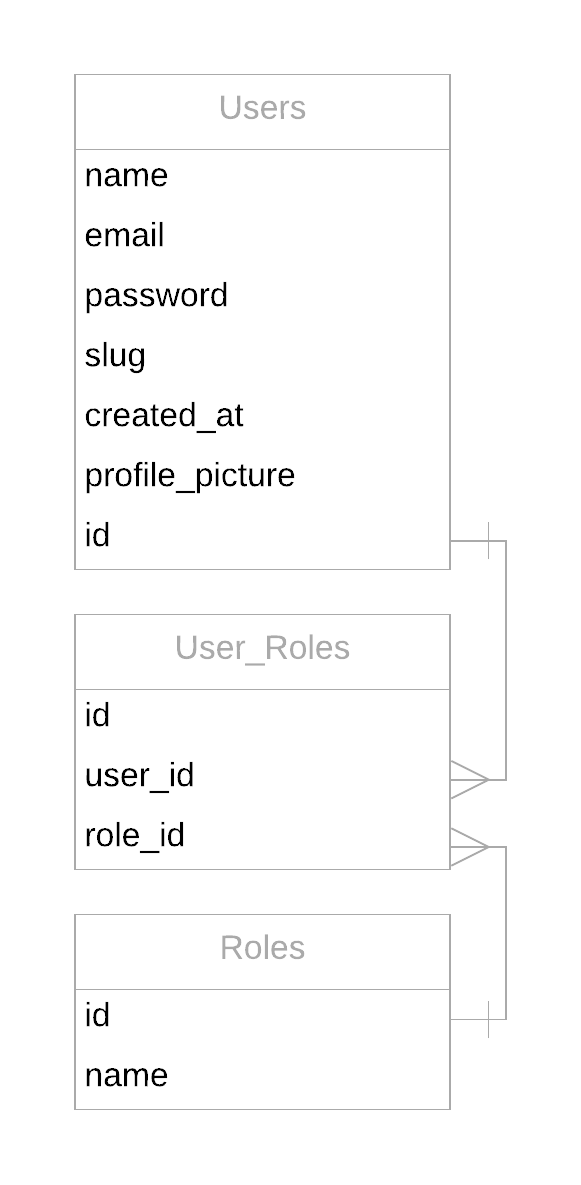 Users
name
email
password
slug
created_at
profile_picture
id
User_Roles
id
user_id
role_id
Roles
id
name